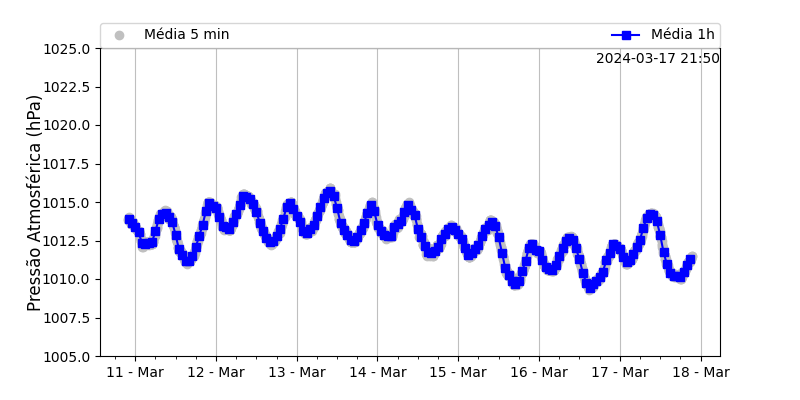 Média 5 min
Média 1h
2024-03-17 21:50
Pressão Atmosférica (hPa)
1025.0
1022.5
1020.0
1017.5
1015.0
1012.5
1010.0
1007.5
1005.0
11 - Mar
12 - Mar
13 - Mar
14 - Mar
15 - Mar
16 - Mar
17 - Mar
18 - Mar